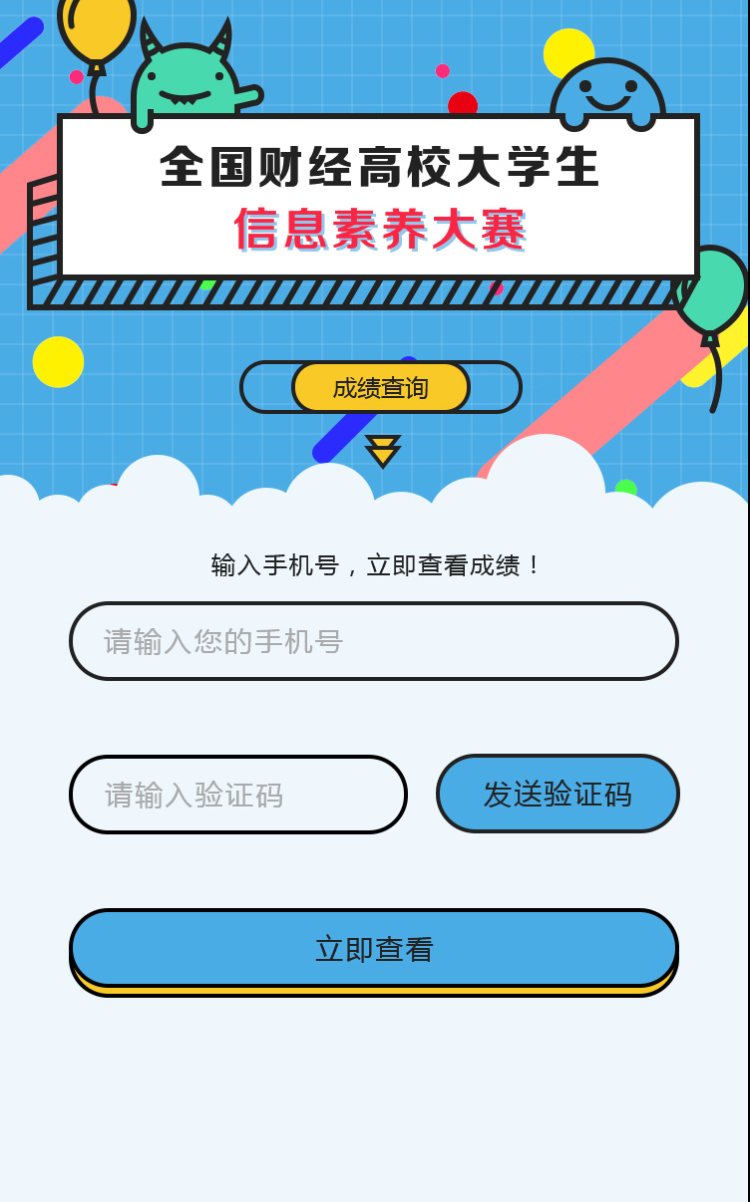 全国财经高校大学生
信息素养大赛
成绩查询
输入手机号，立即查看成绩！
请输入您的手机号
请输入验证码
发送验证码
立即查看